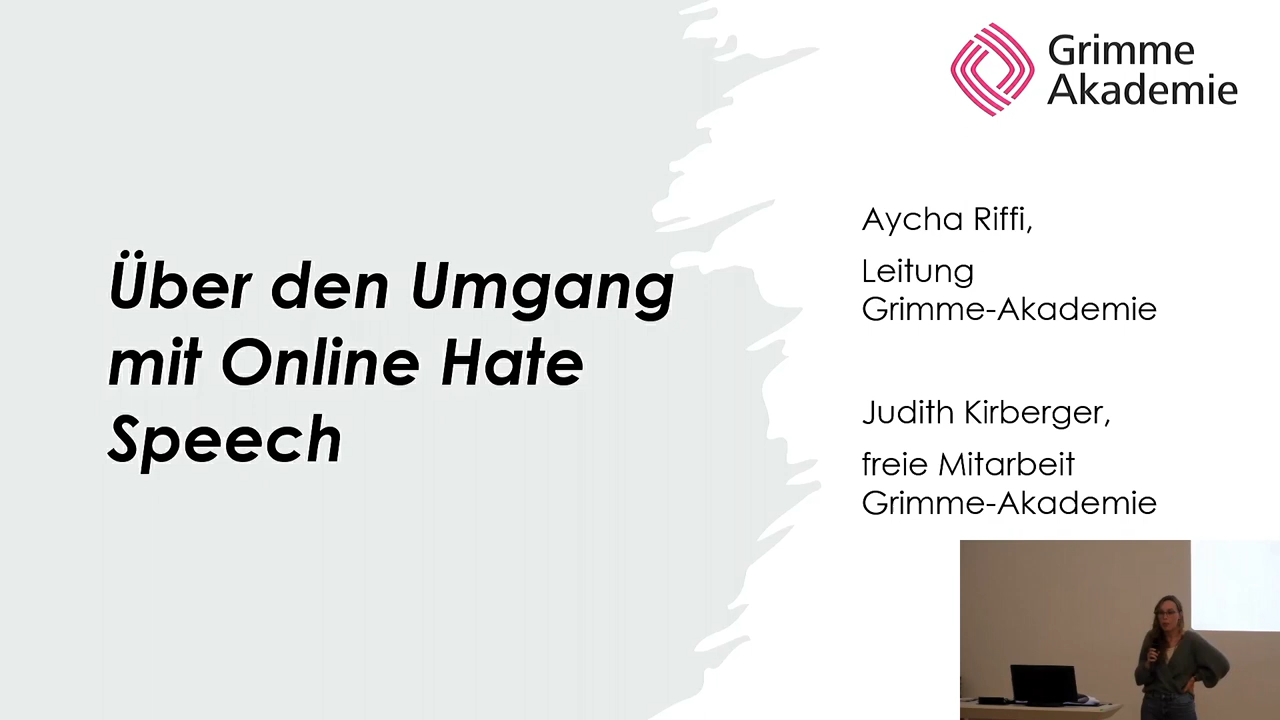 Über den Umgang
mit Online Hate
Speech
Grimme
Akademie
Aycha Riffi,
Leitung
Grimme-Akademie
Judith Kirberger,
freie Mitarbeit
Grimme-Akademie